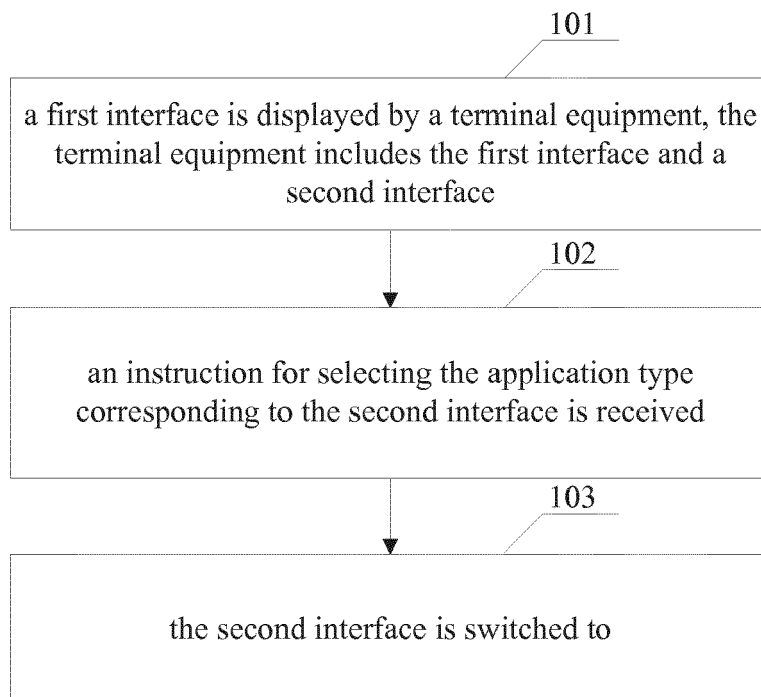 101
a first interface is displayed by a terminal equipment, the
terminal equipment includes the first interface and a
second interface
102
an instruction for selecting the application type
corresponding to the second interface is received
103
the second interface is switched to